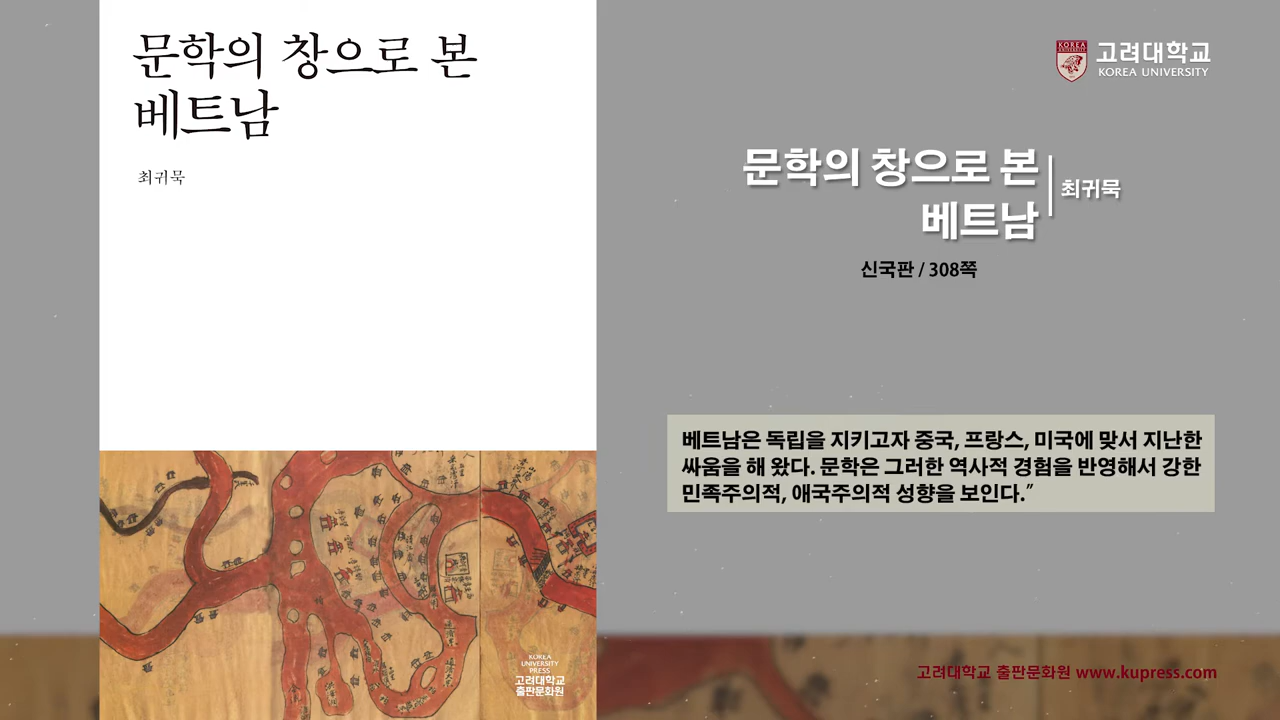 문학의 창으로 본
베트남
최귀묵
KOREA
UNIVERSITY
PRESS
고려대학교
출판문화원
KOREA
고려대학교
KOREA UNIVERSITY
문학의 창으로 본
베트남
최귀묵
신국판 / 308쪽
베트남은 독립을 지키고자 중국, 프랑스, 미국에 맞서 지난한
싸움을 해 왔다. 문학은 그러한 역사적 경험을 반영해서 강한
민족주의적, 애국주의적 성향을 보인다.”
고려대학교 출판문화원 www.kupress.com